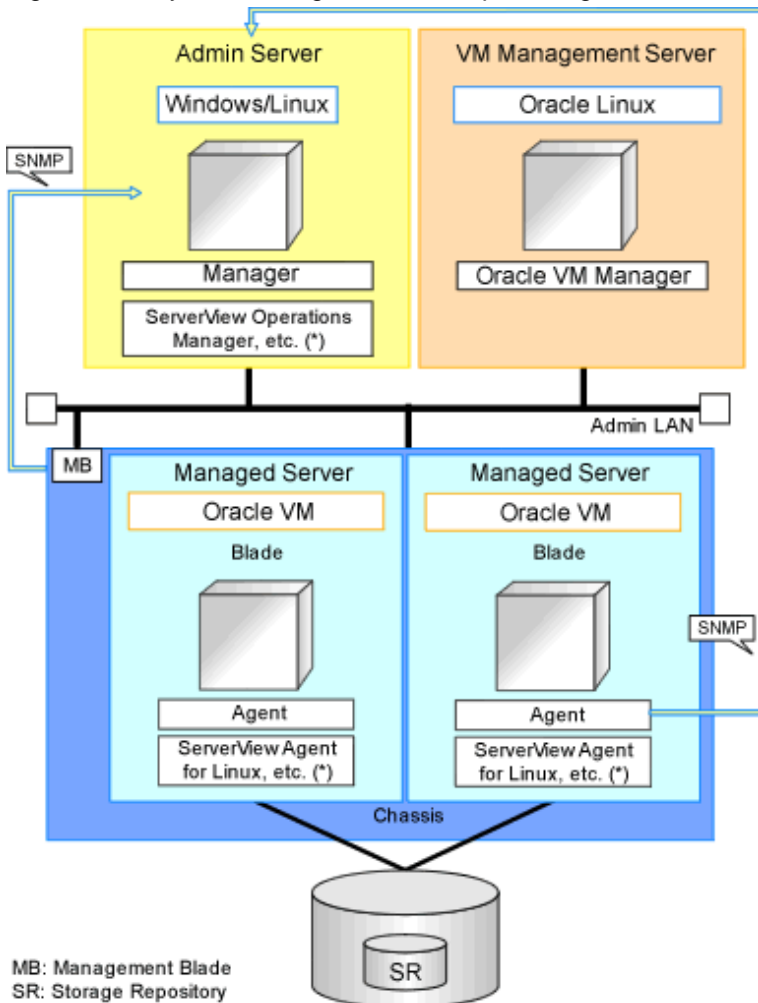 Admin Server
VM Management Server
Windows/Linux
Oracle Linux
SNMP
Manager
Oracle VM Manager
ServerView Operations
Manager, etc. (*)
Admin LAN
MB
Managed Server
Managed Server
Oracle VM
Oracle VM
Blade
Blade
SNMP
Agent
Agent
ServerView Agent
for Linux, etc. (*)
ServerView Agent
for Linux, etc. (*)
Chassis
SR
MB: Management Blade
SR: Storage Repository